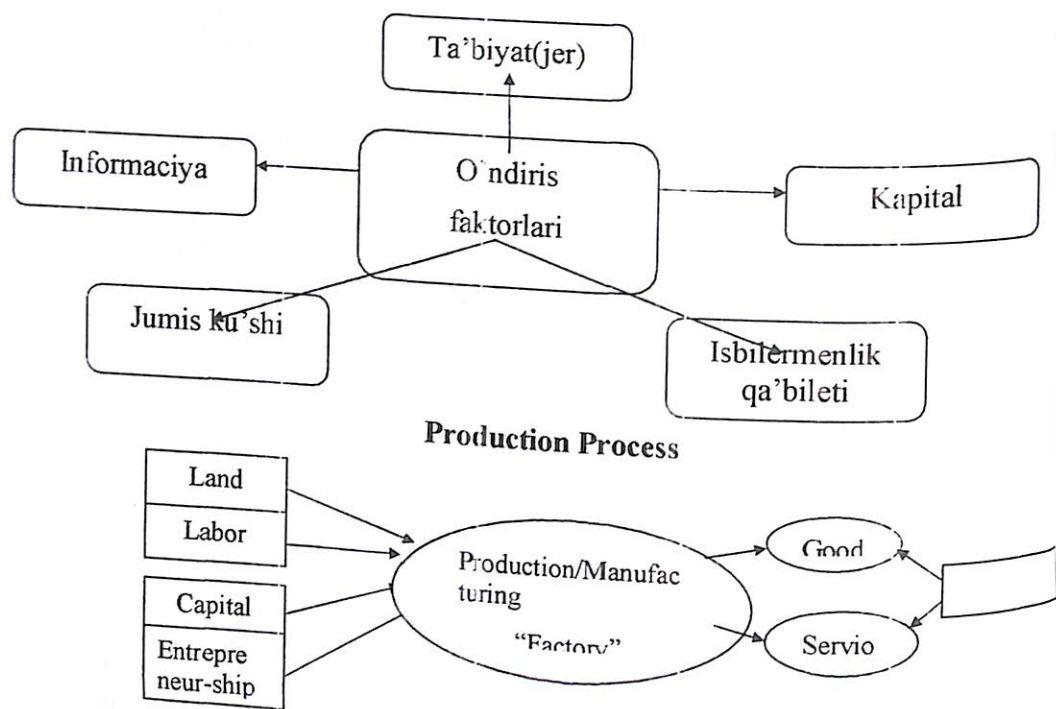 Ta'biyat(jer)
Informaciya
O'ndiris
faktorlari
Kapital
Jumis ku'shi
Isbilermenlik
qa'bileti
Production Process
Land
Labor
Capital
Entrepre
neur-ship
Production/Manufac
turing
“Factory”
Good
Servio